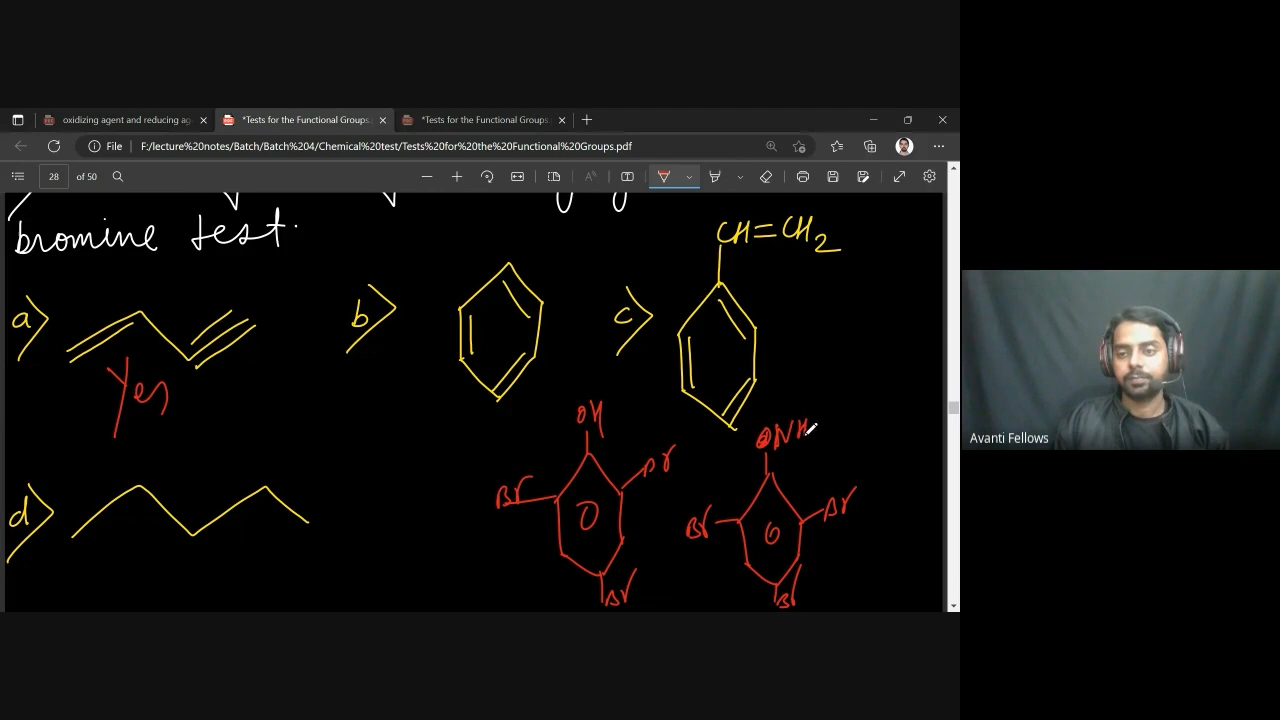 oxidizing agent and reducing ag
*Tests for the Functional Groups.
*Tests for the Functional Groups.
File
F:/lecture%20notes/Batch/Batch%204/Chemical%20test/Tests%20for%20the%20Functional%20Groups.pdf
28 of 50
bromine test.
CH=CH2
a)
b)
c)
Yes
OH
NH
Br
Br
Br
Br
d)
Br
Br
Avanti Fellows